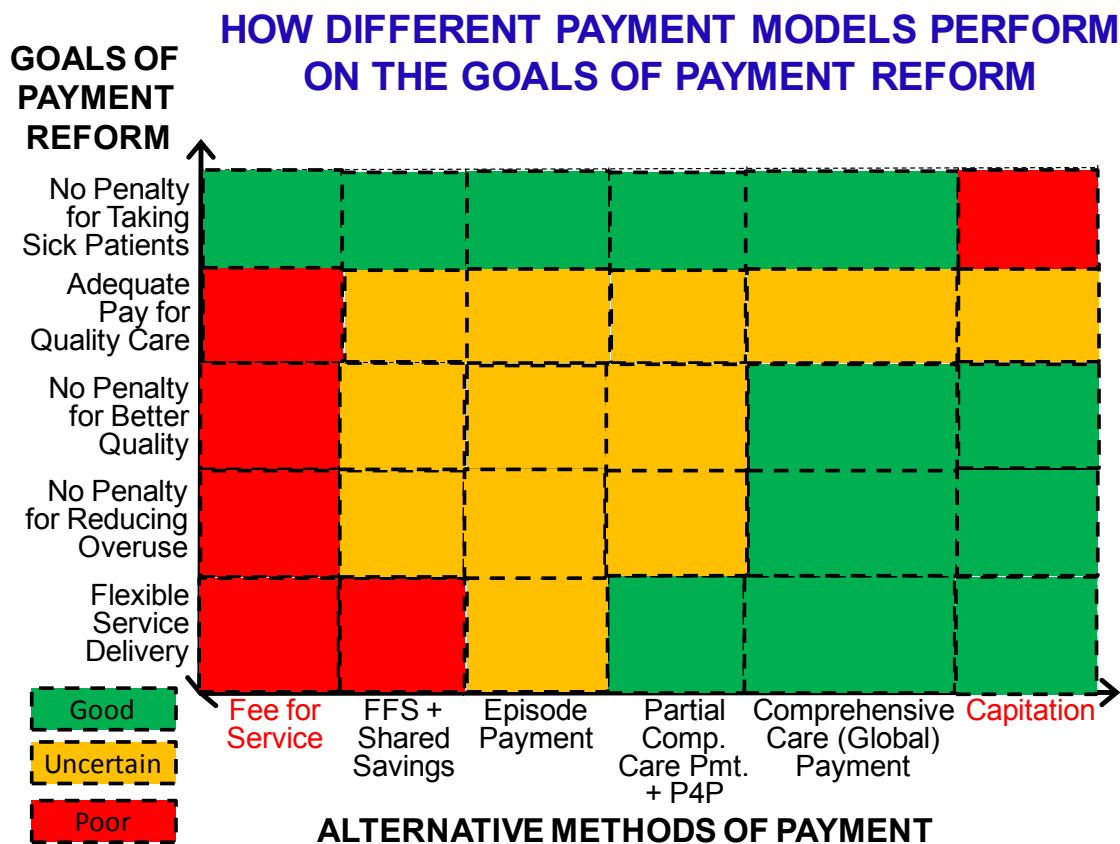 HOW DIFFERENT PAYMENT MODELS PERFORM
ON THE GOALS OF PAYMENT REFORM
GOALS OF
PAYMENT
REFORM
No Penalty
for Taking
Sick Patients
Adequate
Pay for
Quality Care
No Penalty
for Better
Quality
No Penalty
for Reducing
Overuse
Flexible
Service
Delivery
Good
Uncertain
Poor
Fee for
Service
FFS +
Shared
Savings
Episode
Payment
Partial
Comp.
Care Pmt.
+ P4P
Comprehensive
Care (Global)
Payment
Capitation
ALTERNATIVE METHODS OF PAYMENT